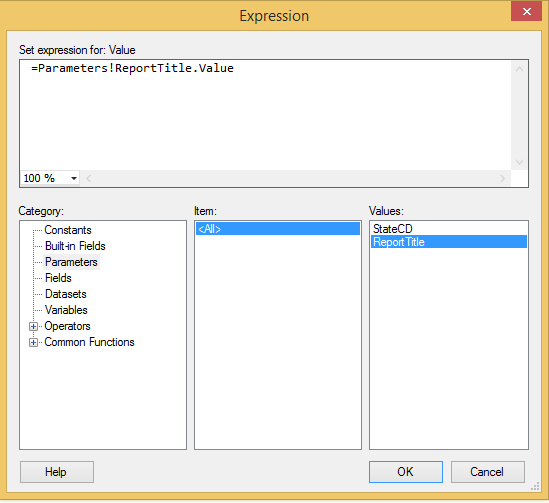 Expression
Set expression for: Value
=Parameters!ReportTitle.Value
100 %
Category:
Item:
Values:
Constants
Built-in Fields
Parameters
Fields
Datasets
Variables
Operators
Common Functions
<All>
StateCD
ReportTitle
Help
OK
Cancel